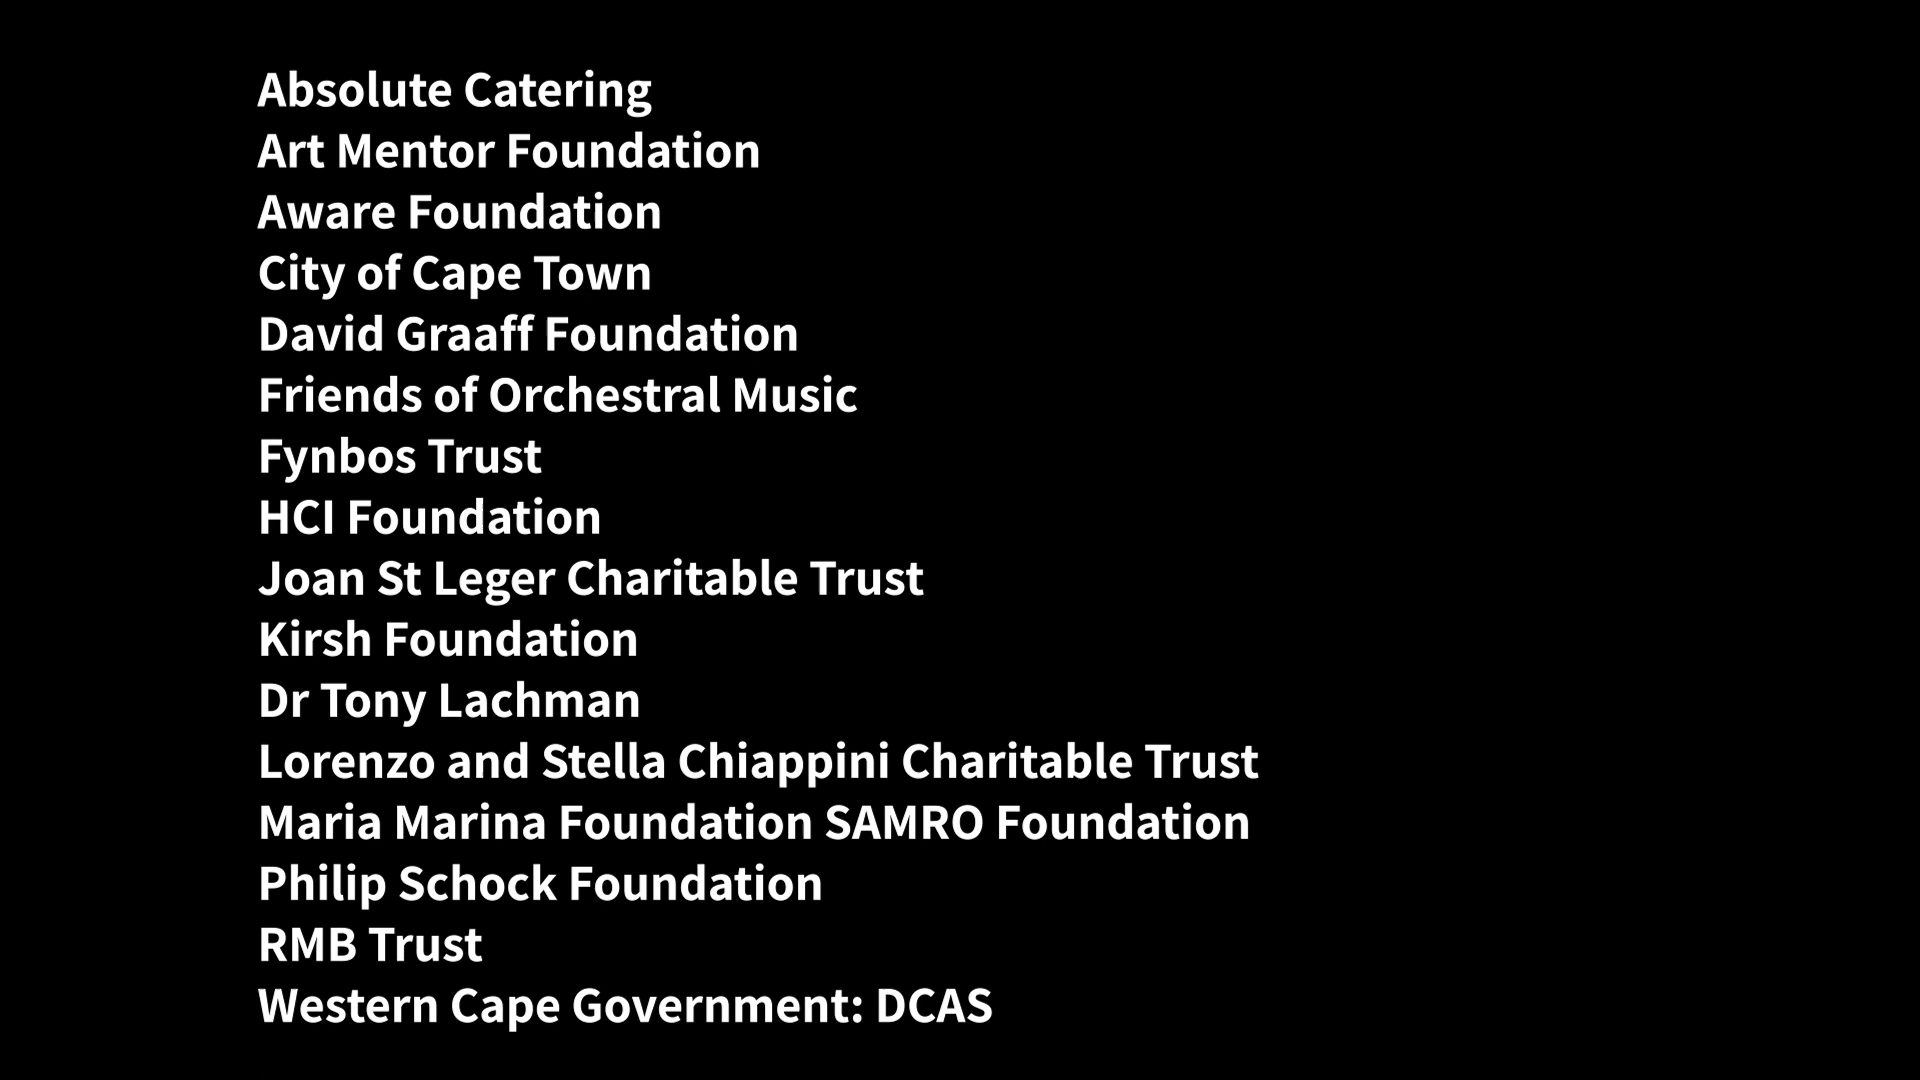 Absolute Catering
Art Mentor Foundation
Aware Foundation
City of Cape Town
David Graaff Foundation
Friends of Orchestral Music
Fynbos Trust
HCI Foundation
Joan St Leger Charitable Trust
Kirsh Foundation
Dr Tony Lachman
Lorenzo and Stella Chiappini Charitable Trust
Maria Marina Foundation SAMRO Foundation
Philip Schock Foundation
RMB Trust
Western Cape Government: DCAS